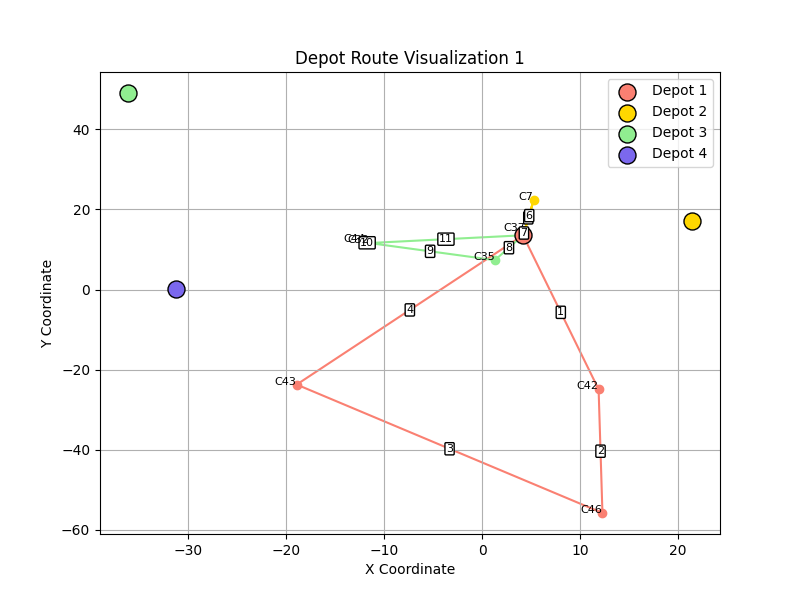 Depot Route Visualization 1
Depot 1
Depot 2
Depot 3
Depot 4
Y Coordinate
40
20
0
−20
−40
−60
C7
6
C37
7
11
10
8
9
C35
4
1
C43
C42
3
2
C46
−30
−20
−10
0
10
20
X Coordinate